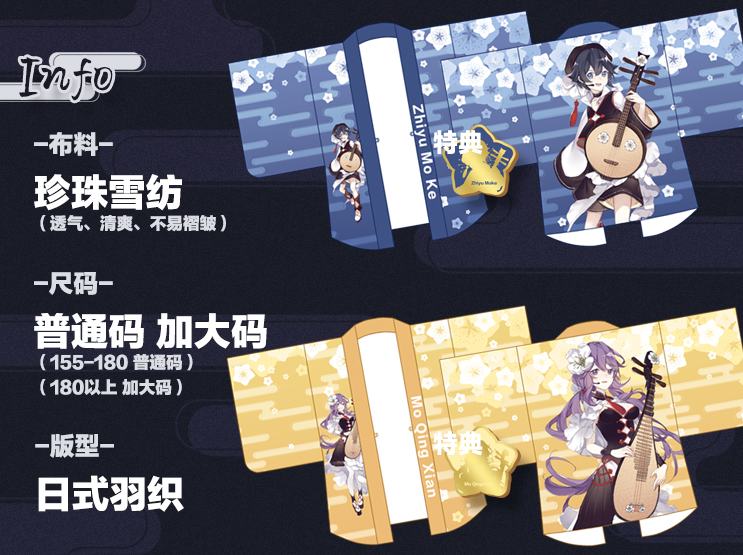 Info
-布料-
珍珠雪纺
（透气、清爽、不易褶皱）
-尺码-
普通码 加大码
（155-180 普通码）
（180以上 加大码）
-版型-
日式羽织
Zhiyu Mo Ke
特典
Zhiyu Moke
Mo Qing Xian
特典